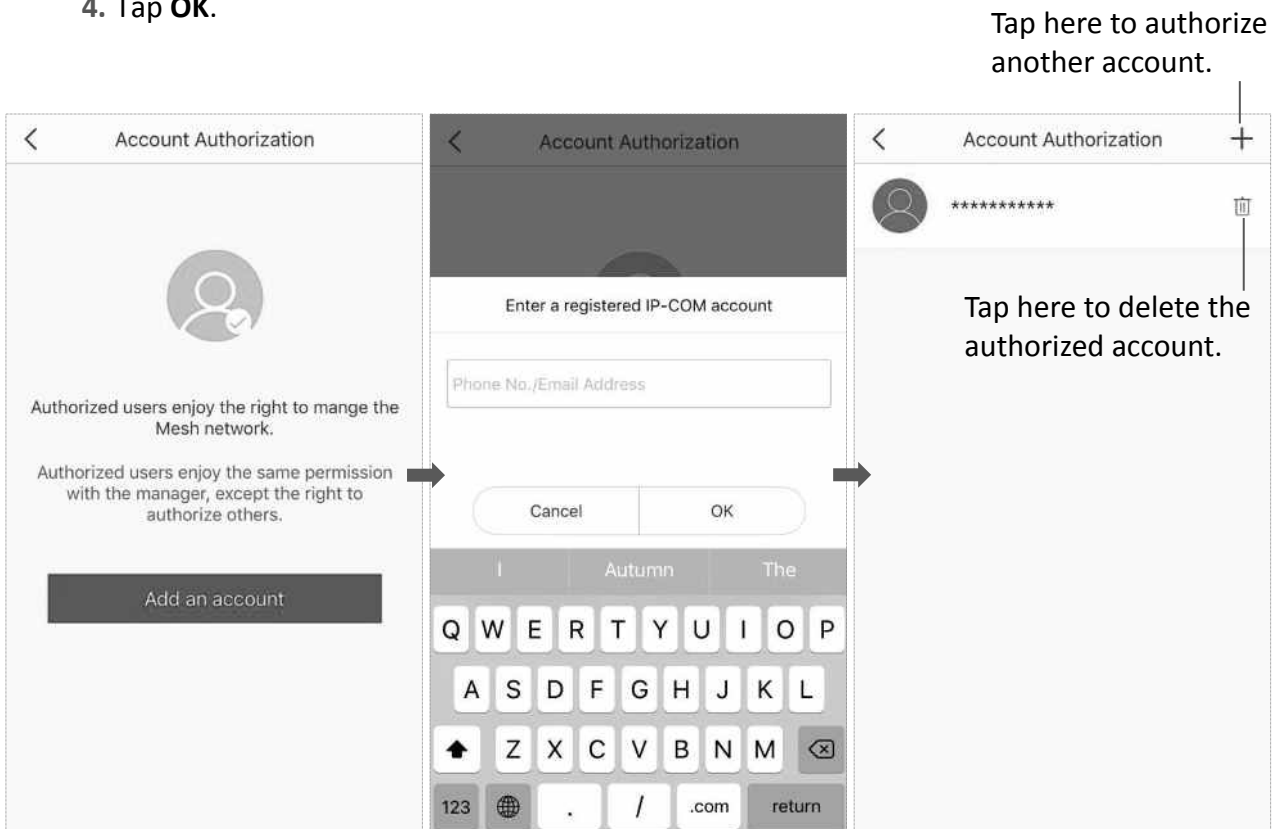 4. Tap OK.
Tap here to authorize
another account.
Account Authorization
Authorized users enjoy the right to mange the
Mesh network.
Authorized users enjoy the same permission
with the manager, except the right to
authorize others.
Add an account
Account Authorization
Enter a registered IP-COM account
Phone No./Email Address
Cancel OK
I Autumn The
Q W E R T Y U I O P
A S D F G H J K L
Z X C V B N M
123 . / .com return
Account Authorization +
***********
Tap here to delete the
authorized account.